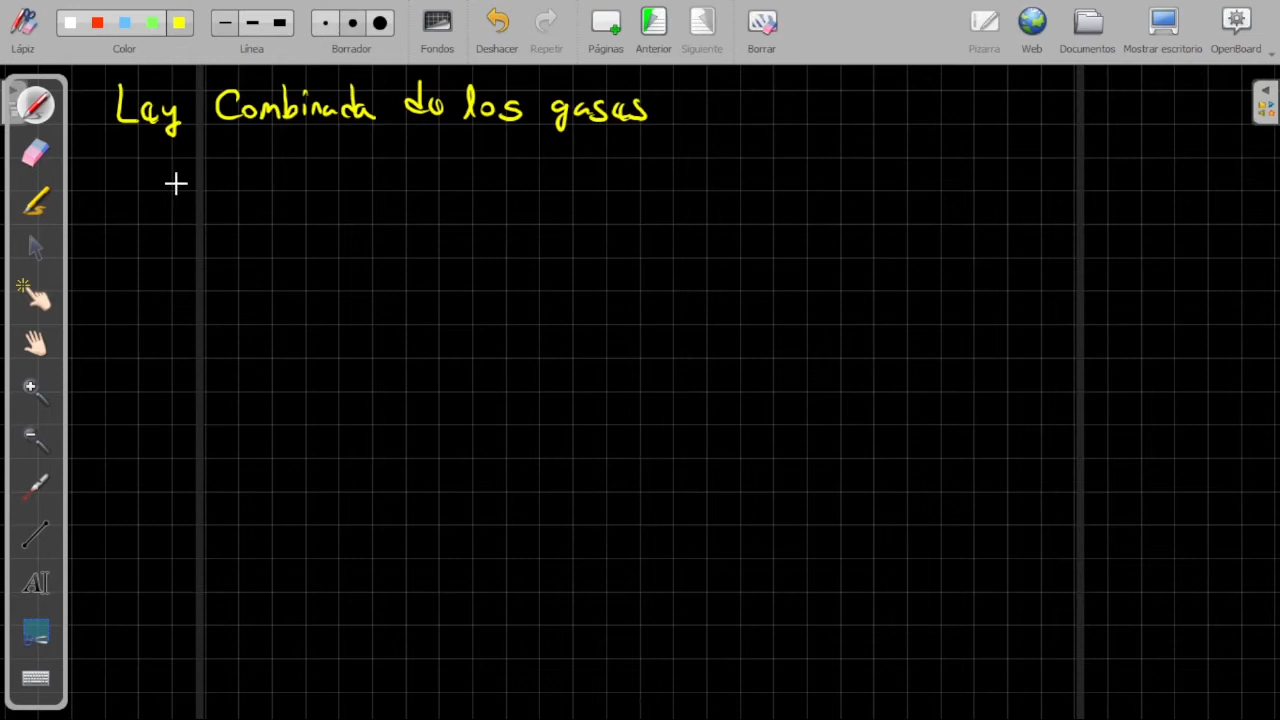 Lápiz Color Línea Borrador Fondos Deshacer Repetir Páginas Anterior Siguiente Borrar Pizarra Web Documentos Mostrar escritorio OpenBoard
Ley Combinada de los gases
AI